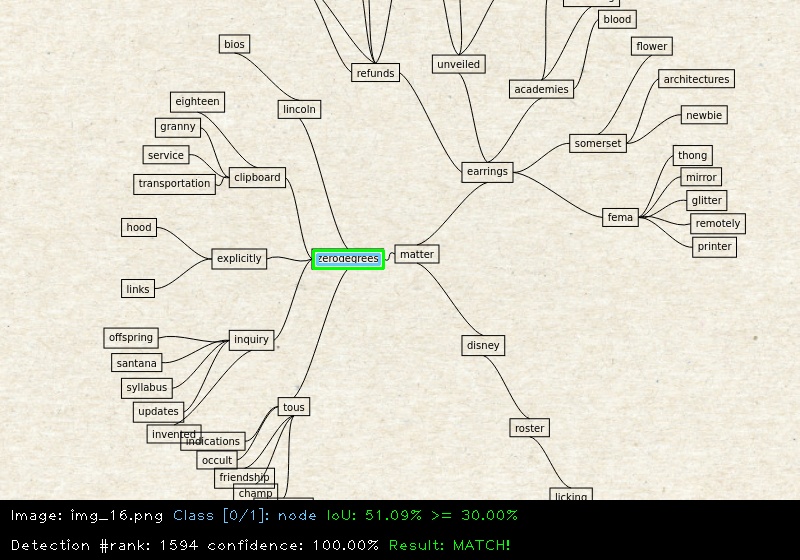 blood
bios
flower
unveiled
refunds
architectures
academies
eighteen
lincoln
newbie
granny
somerset
service
thong
earrings
clipboard
mirror
transportation
glitter
fema
remotely
hood
printer
matter
explicitly
zerodegrees
links
offspring
inquiry
disney
santana
syllabus
tous
updates
roster
invented
indications
occult
friendship
champ
licking
Image: img_16.png Class [0/1]: node IoU: 51.09% >= 30.00%
Detection #rank: 1594 confidence: 100.00% Result: MATCH!